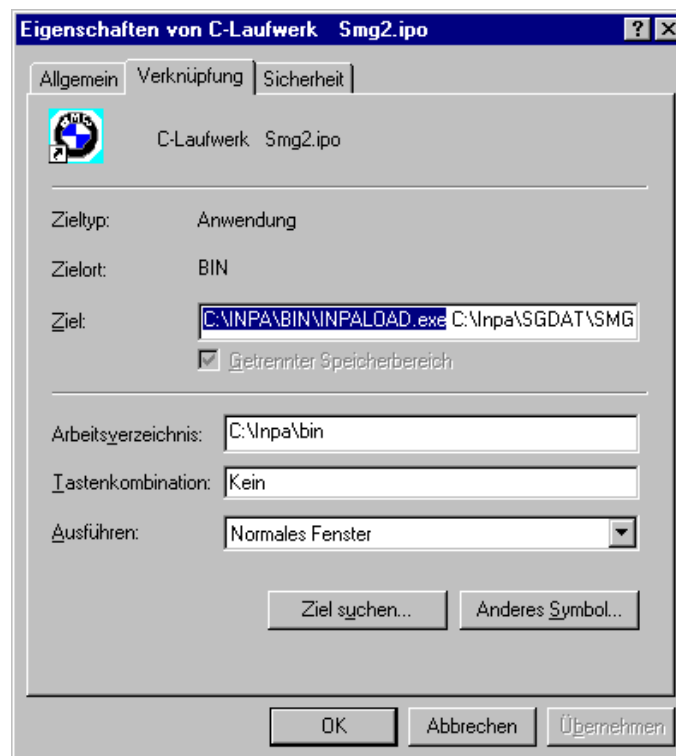 Eigenschaften von C-Laufwerk   Smg2.ipo
Allgemein Verknüpfung Sicherheit
C-Laufwerk   Smg2.ipo
Zieltyp: Anwendung
Zielort: BIN
Ziel: C:\INPA\BIN\INPALOAD.exe C:\Inpa\SGDAT\SMG
Getrennter Speicherbereich
Arbeitsverzeichnis: C:\Inpa\bin
Tastenkombination: Kein
Ausführen: Normales Fenster
Ziel suchen... Anderes Symbol...
OK Abbrechen Übernehmen